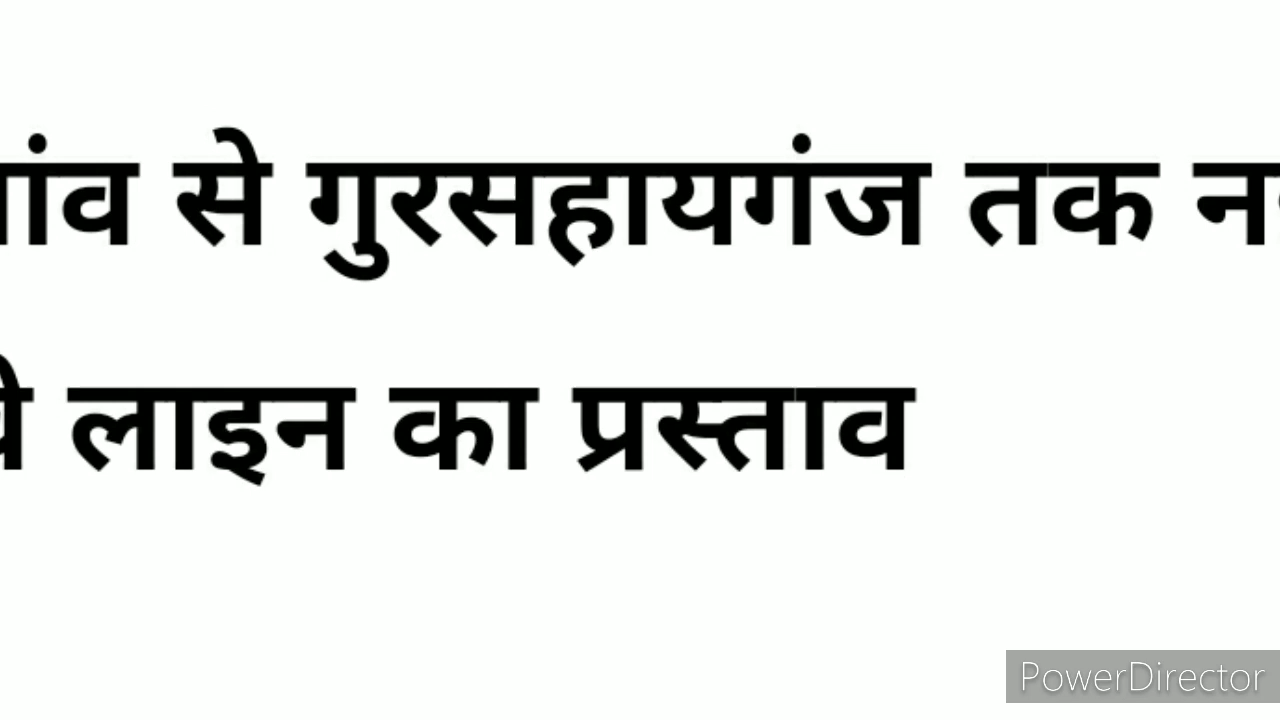 से गुरसहायगंज तक
लाइन का प्रस्ताव
PowerDirector